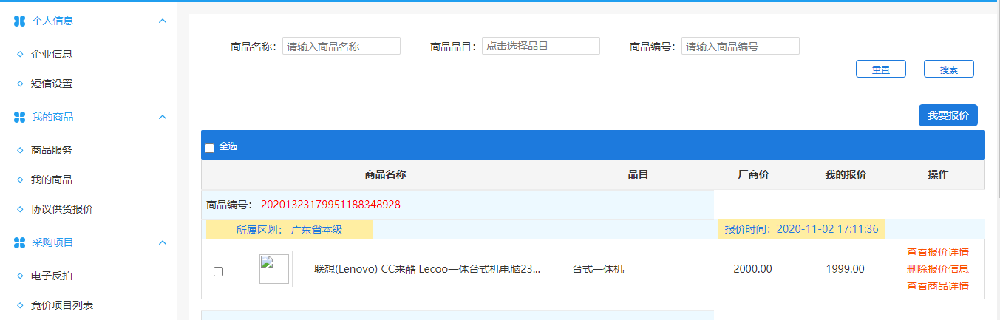 个人信息
企业信息
短信设置
我的商品
商品服务
我的商品
协议供货报价
采购项目
电子反拍
竞价项目列表
商品名称: 请输入商品名称 商品品目: 点击选择品目 商品编号: 请输入商品编号
重置 搜索
我要报价
全选
商品名称 品目 厂商价 我的报价 操作
商品编号: 20201323179951188348928
所属区划: 广东省本级 报价时间: 2020-11-02 17:11:36
联想(Lenovo) CC来酷 Lecoo一体台式机电脑23... 台式一体机 2000.00 1999.00
查看报价详情
删除报价信息
查看商品详情